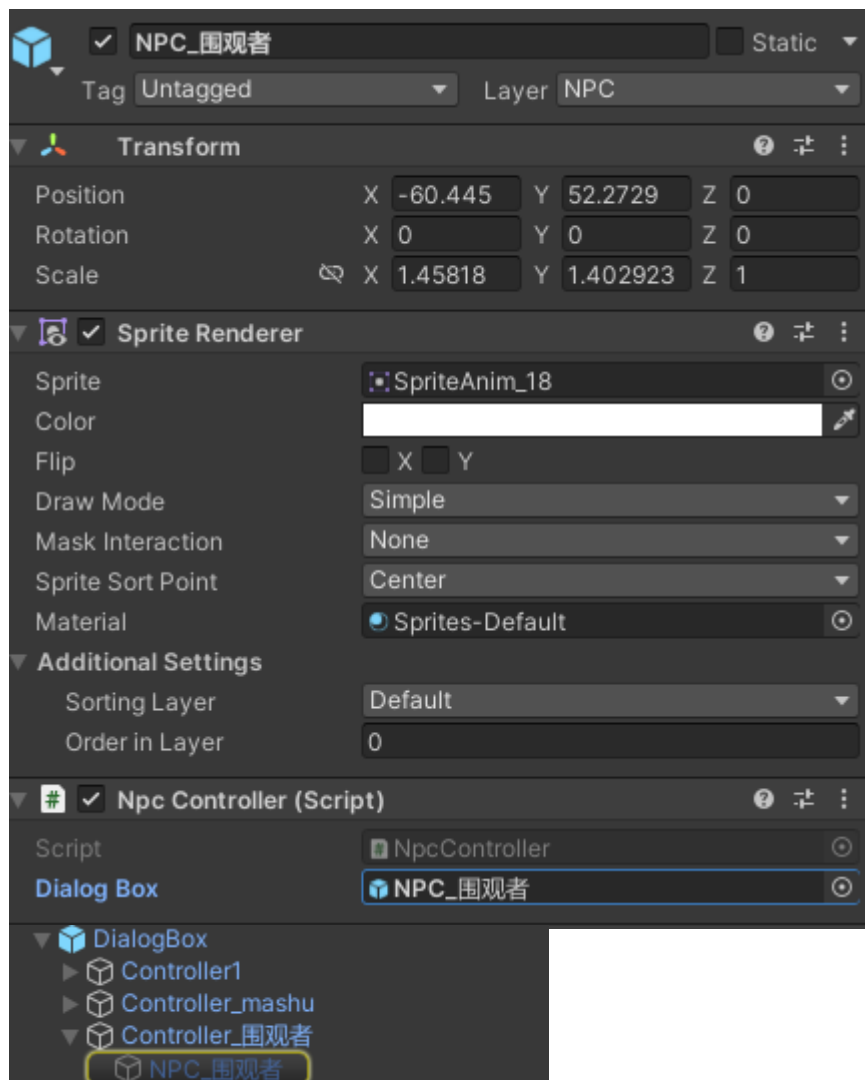 NPC_围观者 Static
Tag Untagged Layer NPC
Transform
Position X -60.445 Y 52.2729 Z 0
Rotation X 0 Y 0 Z 0
Scale X 1.45818 Y 1.402923 Z 1
Sprite Renderer
Sprite SpriteAnim_18
Color
Flip X Y
Draw Mode Simple
Mask Interaction None
Sprite Sort Point Center
Material Sprites-Default
Additional Settings
Sorting Layer Default
Order in Layer 0
# Npc Controller (Script)
Script # NpcController
Dialog Box NPC_围观者
DialogBox
Controller1
Controller_mashu
Controller_围观者
NPC_围观者